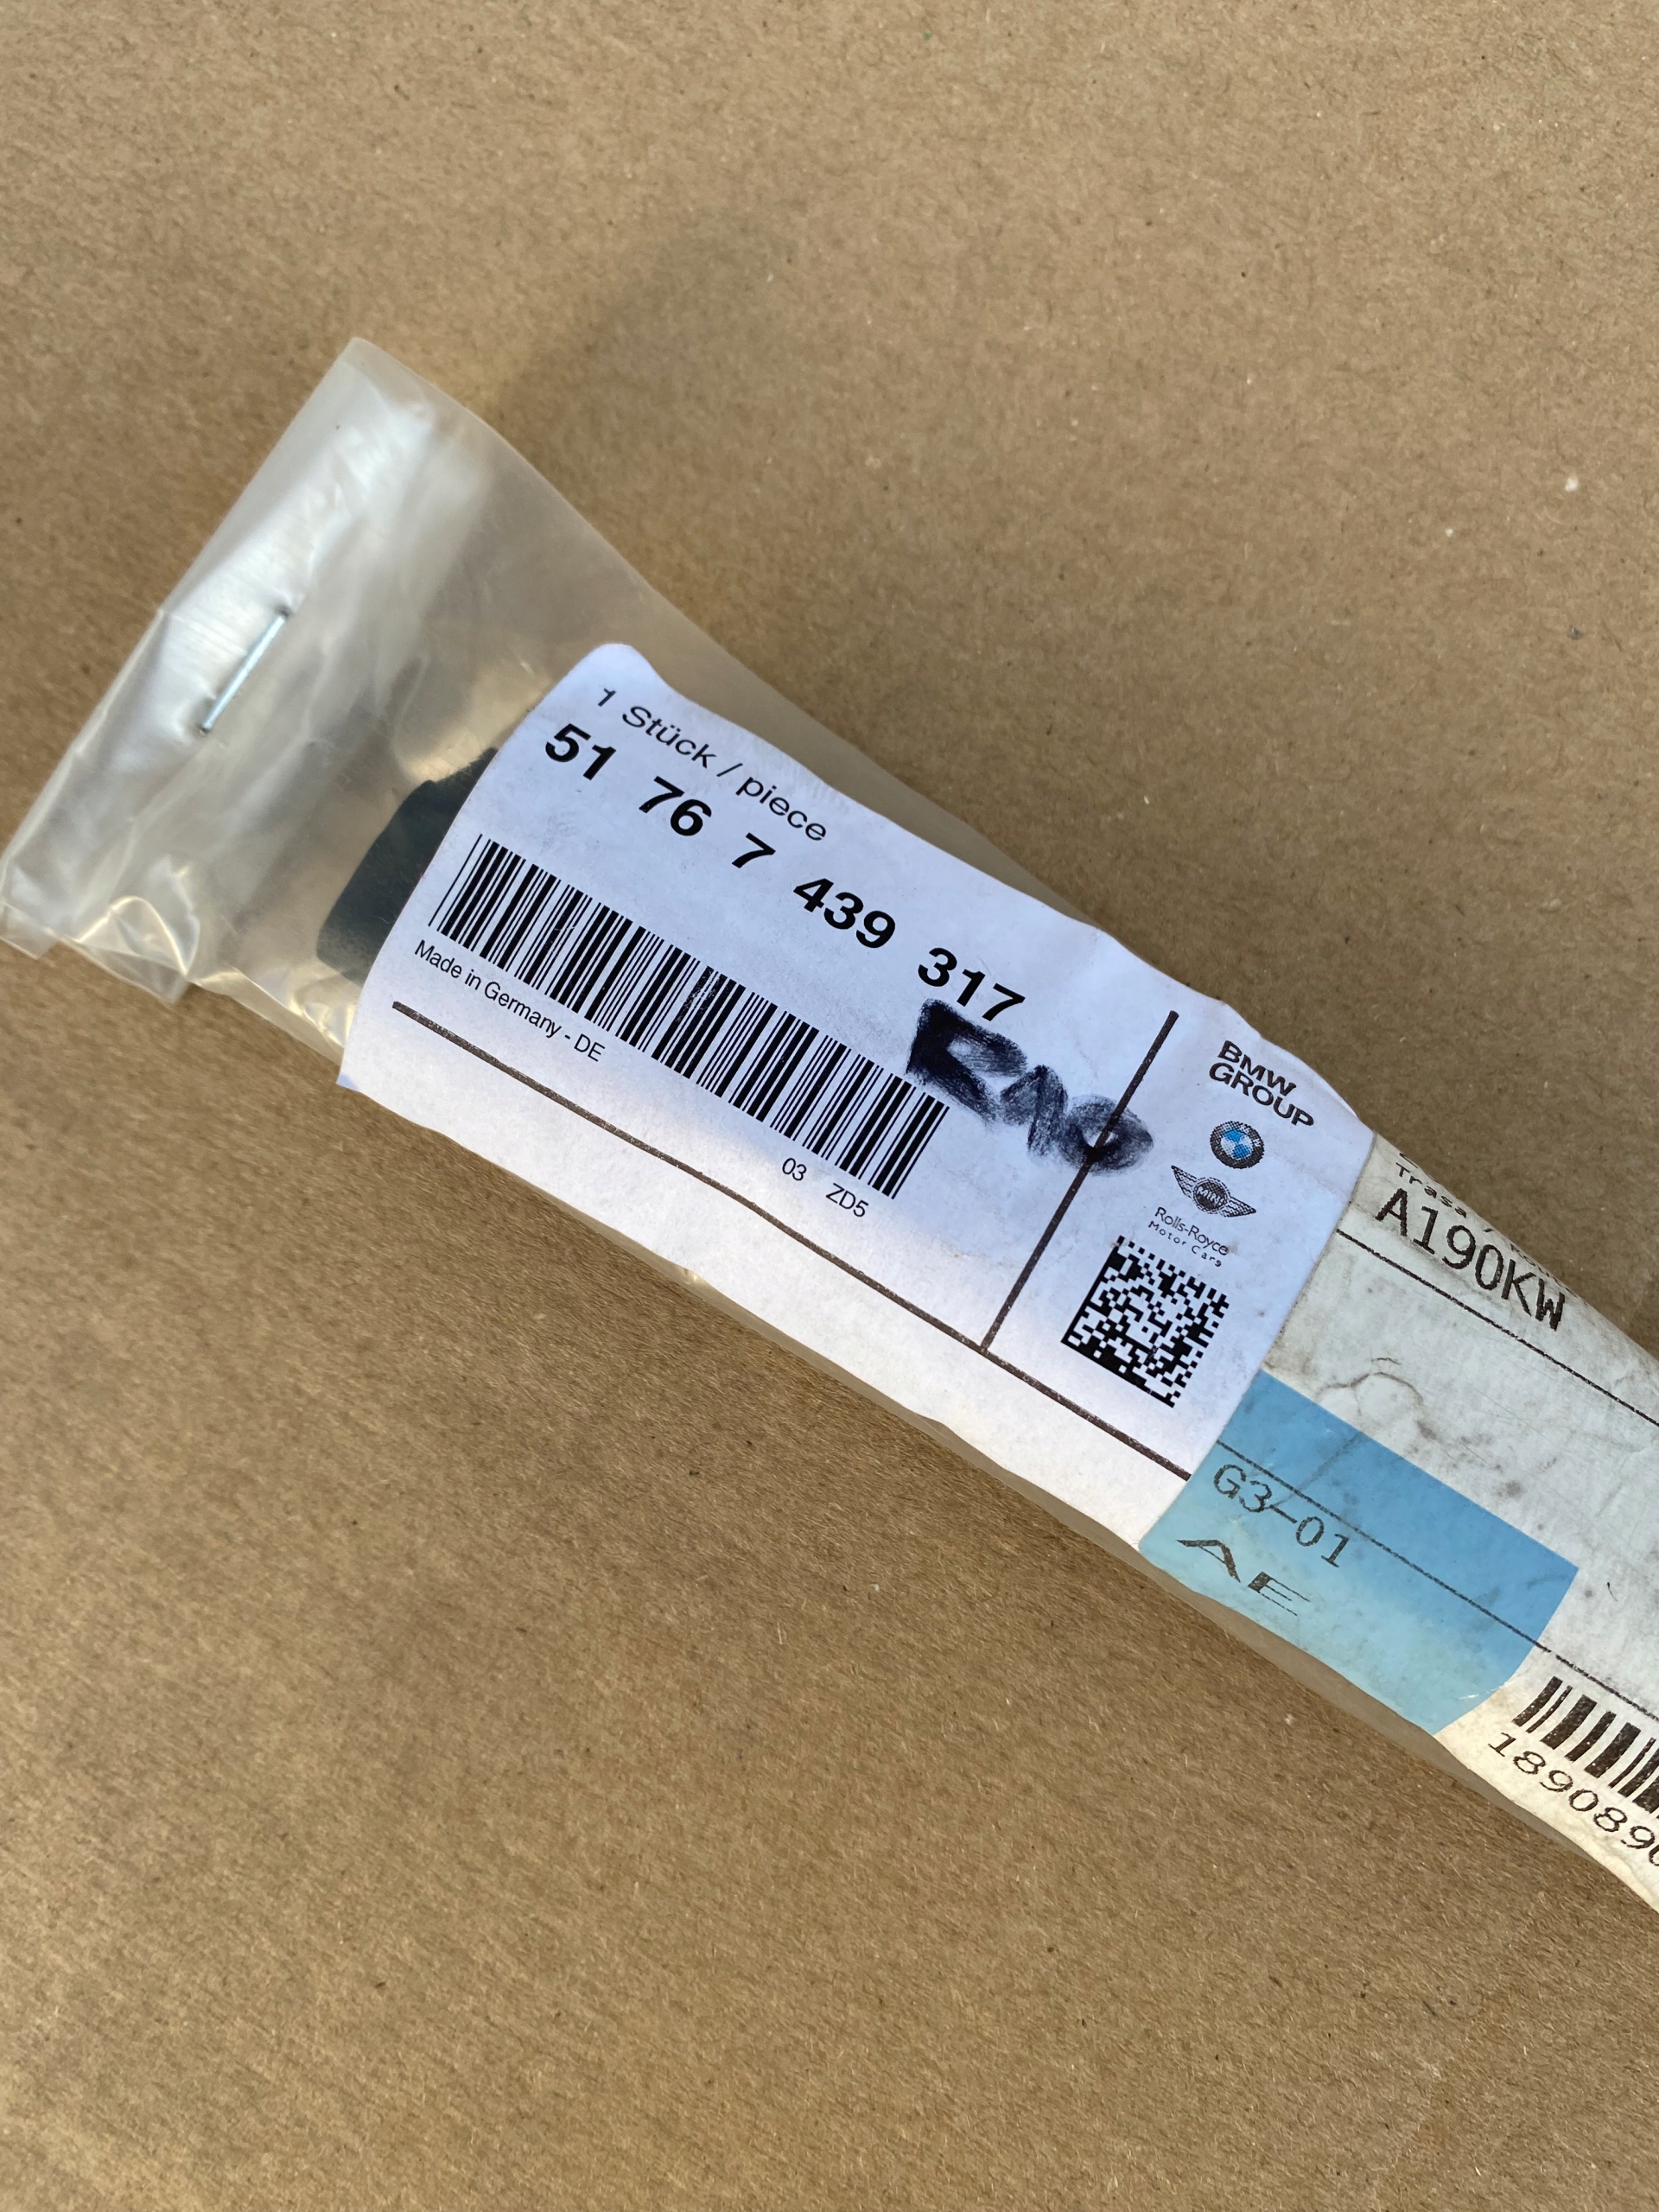 1 Stück / piece
51 76 7 439 317
Made in Germany - DE
03 ZD5
BMW
GROUP
MINI
Rolls-Royce
Motor Cars
A190KW
G3-01
AE
189089